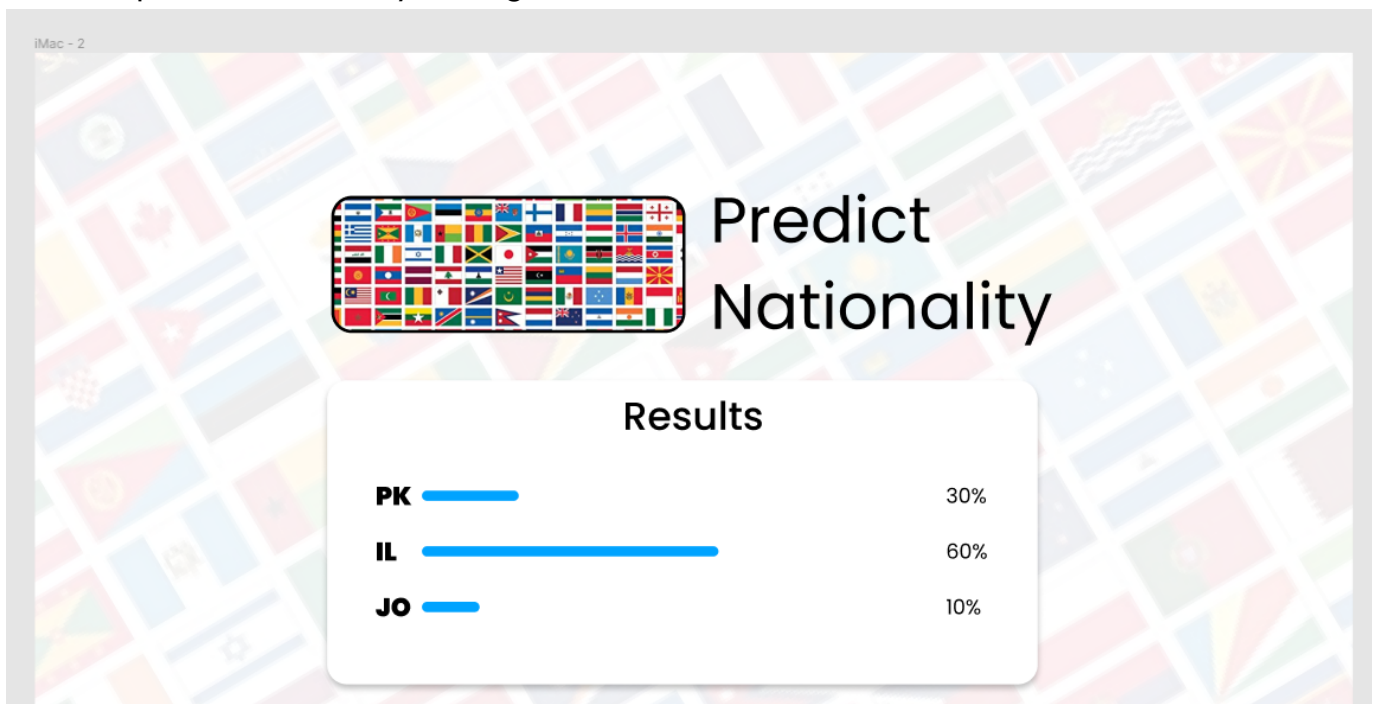 iMac - 2
Predict
Nationality
Results
PK 30%
IL 60%
JO 10%